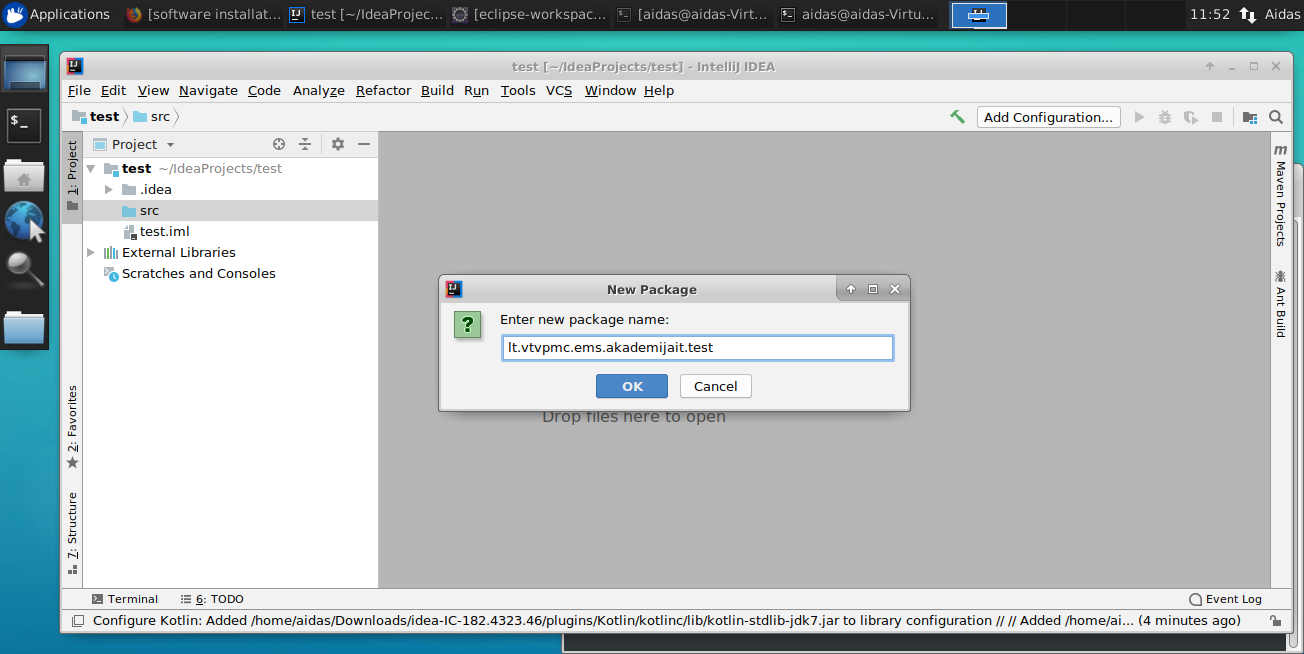 Applications
[software installat...
test [~/IdeaProjec...
[eclipse-workspac...
[aidas@aidas-Virt...
aidas@aidas-Virtu...
11:52
Aidas
test [~/IdeaProjects/test] - IntelliJ IDEA
File Edit View Navigate Code Analyze Refactor Build Run Tools VCS Window Help
test src
Add Configuration...
1: Project
Project
test ~/IdeaProjects/test
.idea
src
test.iml
External Libraries
Scratches and Consoles
New Package
Enter new package name:
lt.vtvpmc.ems.akademijait.test
OK
Cancel
Drop files here to open
Maven Projects
Ant Build
2: Favorites
7: Structure
Terminal
6: TODO
Event Log
Configure Kotlin: Added /home/aidas/Downloads/idea-IC-182.4323.46/plugins/Kotlin/kotlinc/lib/kotlin-stdlib-jdk7.jar to library configuration // // Added /home/ai... (4 minutes ago)